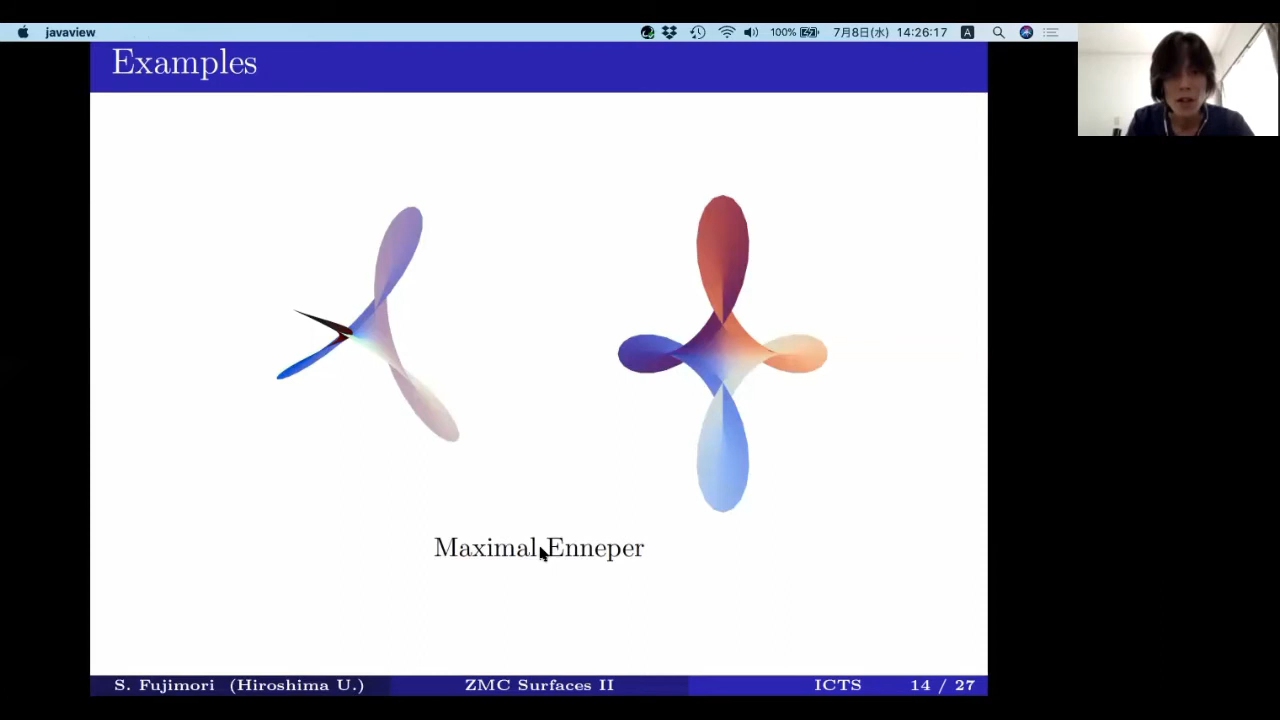 javaview 100% 7月8日(水) 14:26:17 A
Examples
Maximal Enneper
S. Fujimori (Hiroshima U.) ZMC Surfaces II ICTS 14 / 27